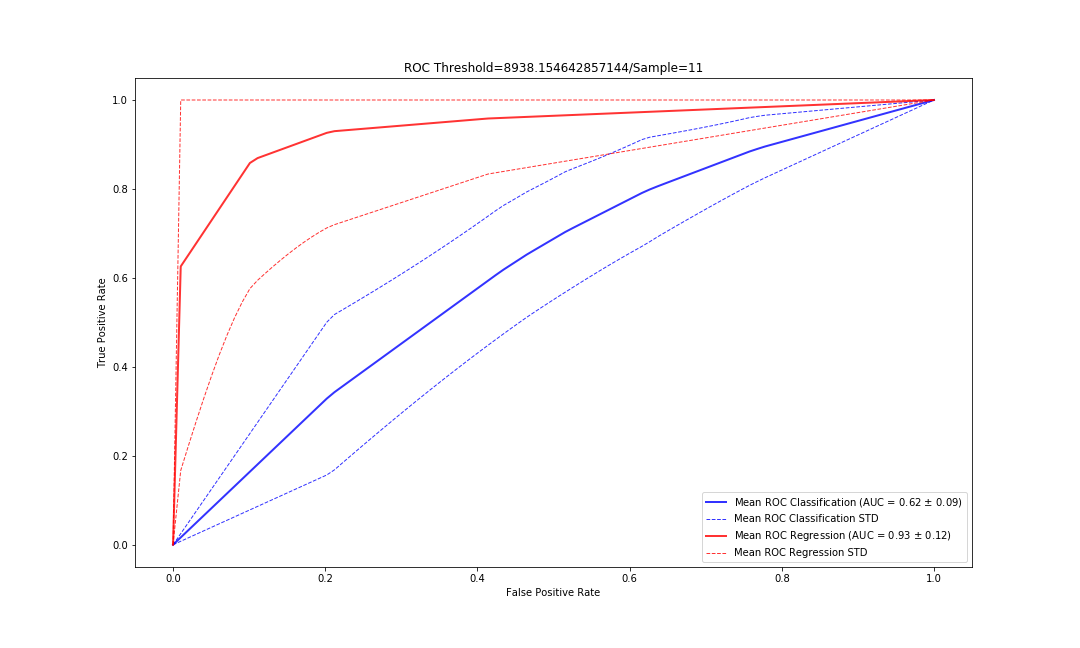 ROC Threshold=8938.154642857144/Sample=11
True Positive Rate
1.0
0.8
0.6
0.4
0.2
0.0
0.0 0.2 0.4 0.6 0.8 1.0
False Positive Rate
Mean ROC Classification (AUC = 0.62 ± 0.09)
Mean ROC Classification STD
Mean ROC Regression (AUC = 0.93 ± 0.12)
Mean ROC Regression STD